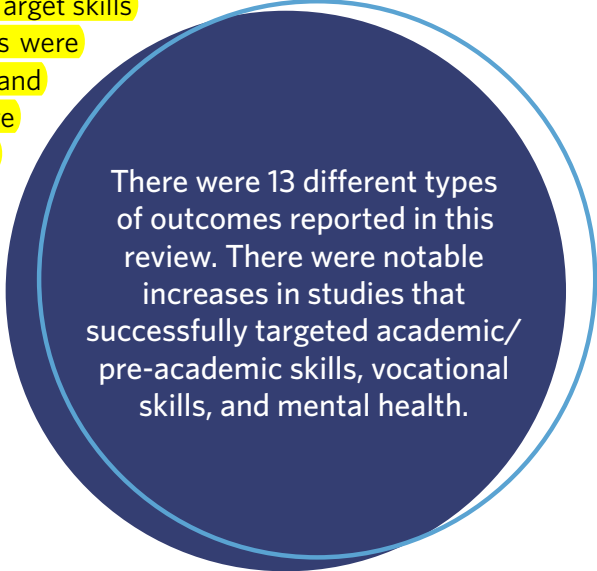 arget skills
s were
and
e
There were 13 different types
of outcomes reported in this
review. There were notable
increases in studies that
successfully targeted academic/
pre-academic skills, vocational
skills, and mental health.